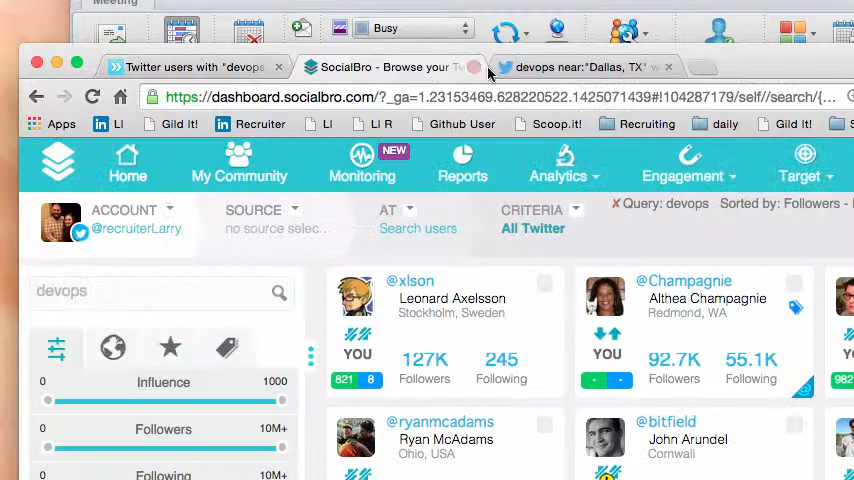 Meeting
Busy
Twitter users with "devops
SocialBro - Browse your Tw
devops near:"Dallas, TX" w
https://dashboard.socialbro.com/?_ga=1.23153469.628220522.1425071439#!104287179/self//search/{...
Apps
LI
Gild It!
Recruiter
LI
LI R
Github User
Scoop.it!
Recruiting
daily
Gild It!
S
Home
My Community
Monitoring
NEW
Reports
Analytics
Engagement
Target
ACCOUNT
@recruiterLarry
SOURCE
no source selec...
AT
Search users
CRITERIA
All Twitter
✘Query: devops
Sorted by: Followers -
devops
0 Influence 1000
0 Followers 10M+
0 Following 10M+
@xlson
Leonard Axelsson
Stockholm, Sweden
YOU
127K
Followers
245
Following
821 8
@Champagnie
Althea Champagnie
Redmond, WA
YOU
92.7K
Followers
55.1K
Following
- -
982
@ryanmcadams
Ryan McAdams
Ohio, USA
@bitfield
John Arundel
Cornwall